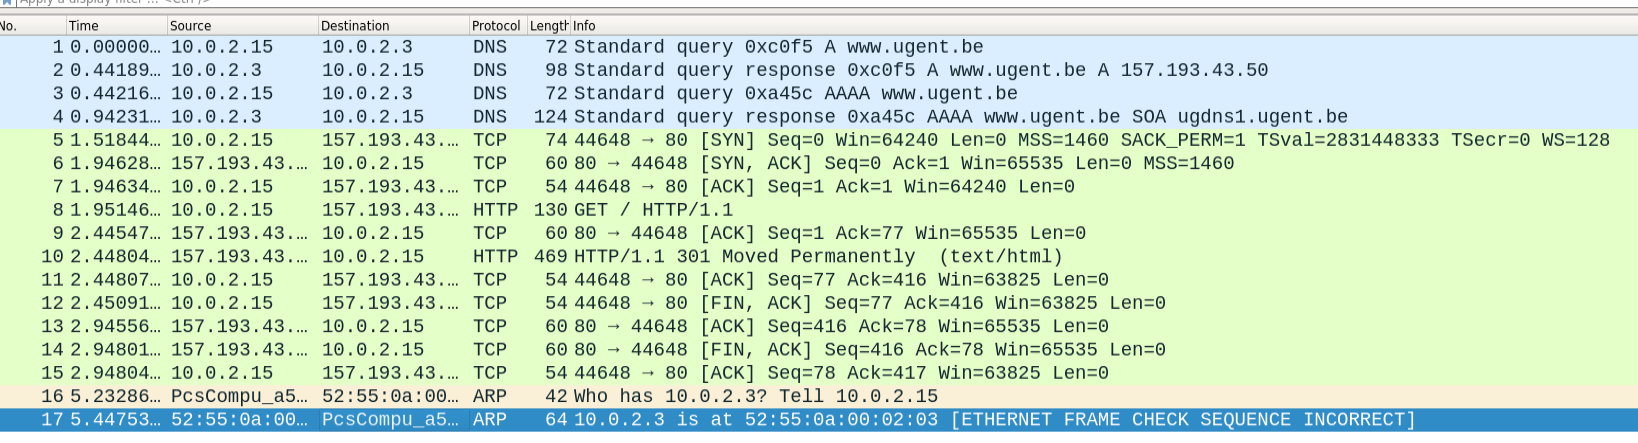 Apply a display filter ... <Ctrl-/>
No. Time Source Destination Protocol Length Info
1 0.00000… 10.0.2.15 10.0.2.3 DNS 72 Standard query 0xc0f5 A www.ugent.be
2 0.44189… 10.0.2.3 10.0.2.15 DNS 98 Standard query response 0xc0f5 A www.ugent.be A 157.193.43.50
3 0.44216… 10.0.2.15 10.0.2.3 DNS 72 Standard query 0xa45c AAAA www.ugent.be
4 0.94231… 10.0.2.3 10.0.2.15 DNS 124 Standard query response 0xa45c AAAA www.ugent.be SOA ugdns1.ugent.be
5 1.51844… 10.0.2.15 157.193.43.… TCP 74 44648 → 80 [SYN] Seq=0 Win=64240 Len=0 MSS=1460 SACK_PERM=1 TSval=2831448333 TSecr=0 WS=128
6 1.94628… 157.193.43.… 10.0.2.15 TCP 60 80 → 44648 [SYN, ACK] Seq=0 Ack=1 Win=65535 Len=0 MSS=1460
7 1.94634… 10.0.2.15 157.193.43.… TCP 54 44648 → 80 [ACK] Seq=1 Ack=1 Win=64240 Len=0
8 1.95146… 10.0.2.15 157.193.43.… HTTP 130 GET / HTTP/1.1
9 2.44547… 157.193.43.… 10.0.2.15 TCP 60 80 → 44648 [ACK] Seq=1 Ack=77 Win=65535 Len=0
10 2.44804… 157.193.43.… 10.0.2.15 HTTP 469 HTTP/1.1 301 Moved Permanently (text/html)
11 2.44807… 10.0.2.15 157.193.43.… TCP 54 44648 → 80 [ACK] Seq=77 Ack=416 Win=63825 Len=0
12 2.45091… 10.0.2.15 157.193.43.… TCP 54 44648 → 80 [FIN, ACK] Seq=77 Ack=416 Win=63825 Len=0
13 2.94556… 157.193.43.… 10.0.2.15 TCP 60 80 → 44648 [ACK] Seq=416 Ack=78 Win=65535 Len=0
14 2.94801… 157.193.43.… 10.0.2.15 TCP 60 80 → 44648 [FIN, ACK] Seq=416 Ack=78 Win=65535 Len=0
15 2.94804… 10.0.2.15 157.193.43.… TCP 54 44648 → 80 [ACK] Seq=78 Ack=417 Win=63825 Len=0
16 5.23286… PcsCompu_a5… 52:55:0a:00… ARP 42 Who has 10.0.2.3? Tell 10.0.2.15
17 5.44753… 52:55:0a:00… PcsCompu_a5… ARP 64 10.0.2.3 is at 52:55:0a:00:02:03 [ETHERNET FRAME CHECK SEQUENCE INCORRECT]